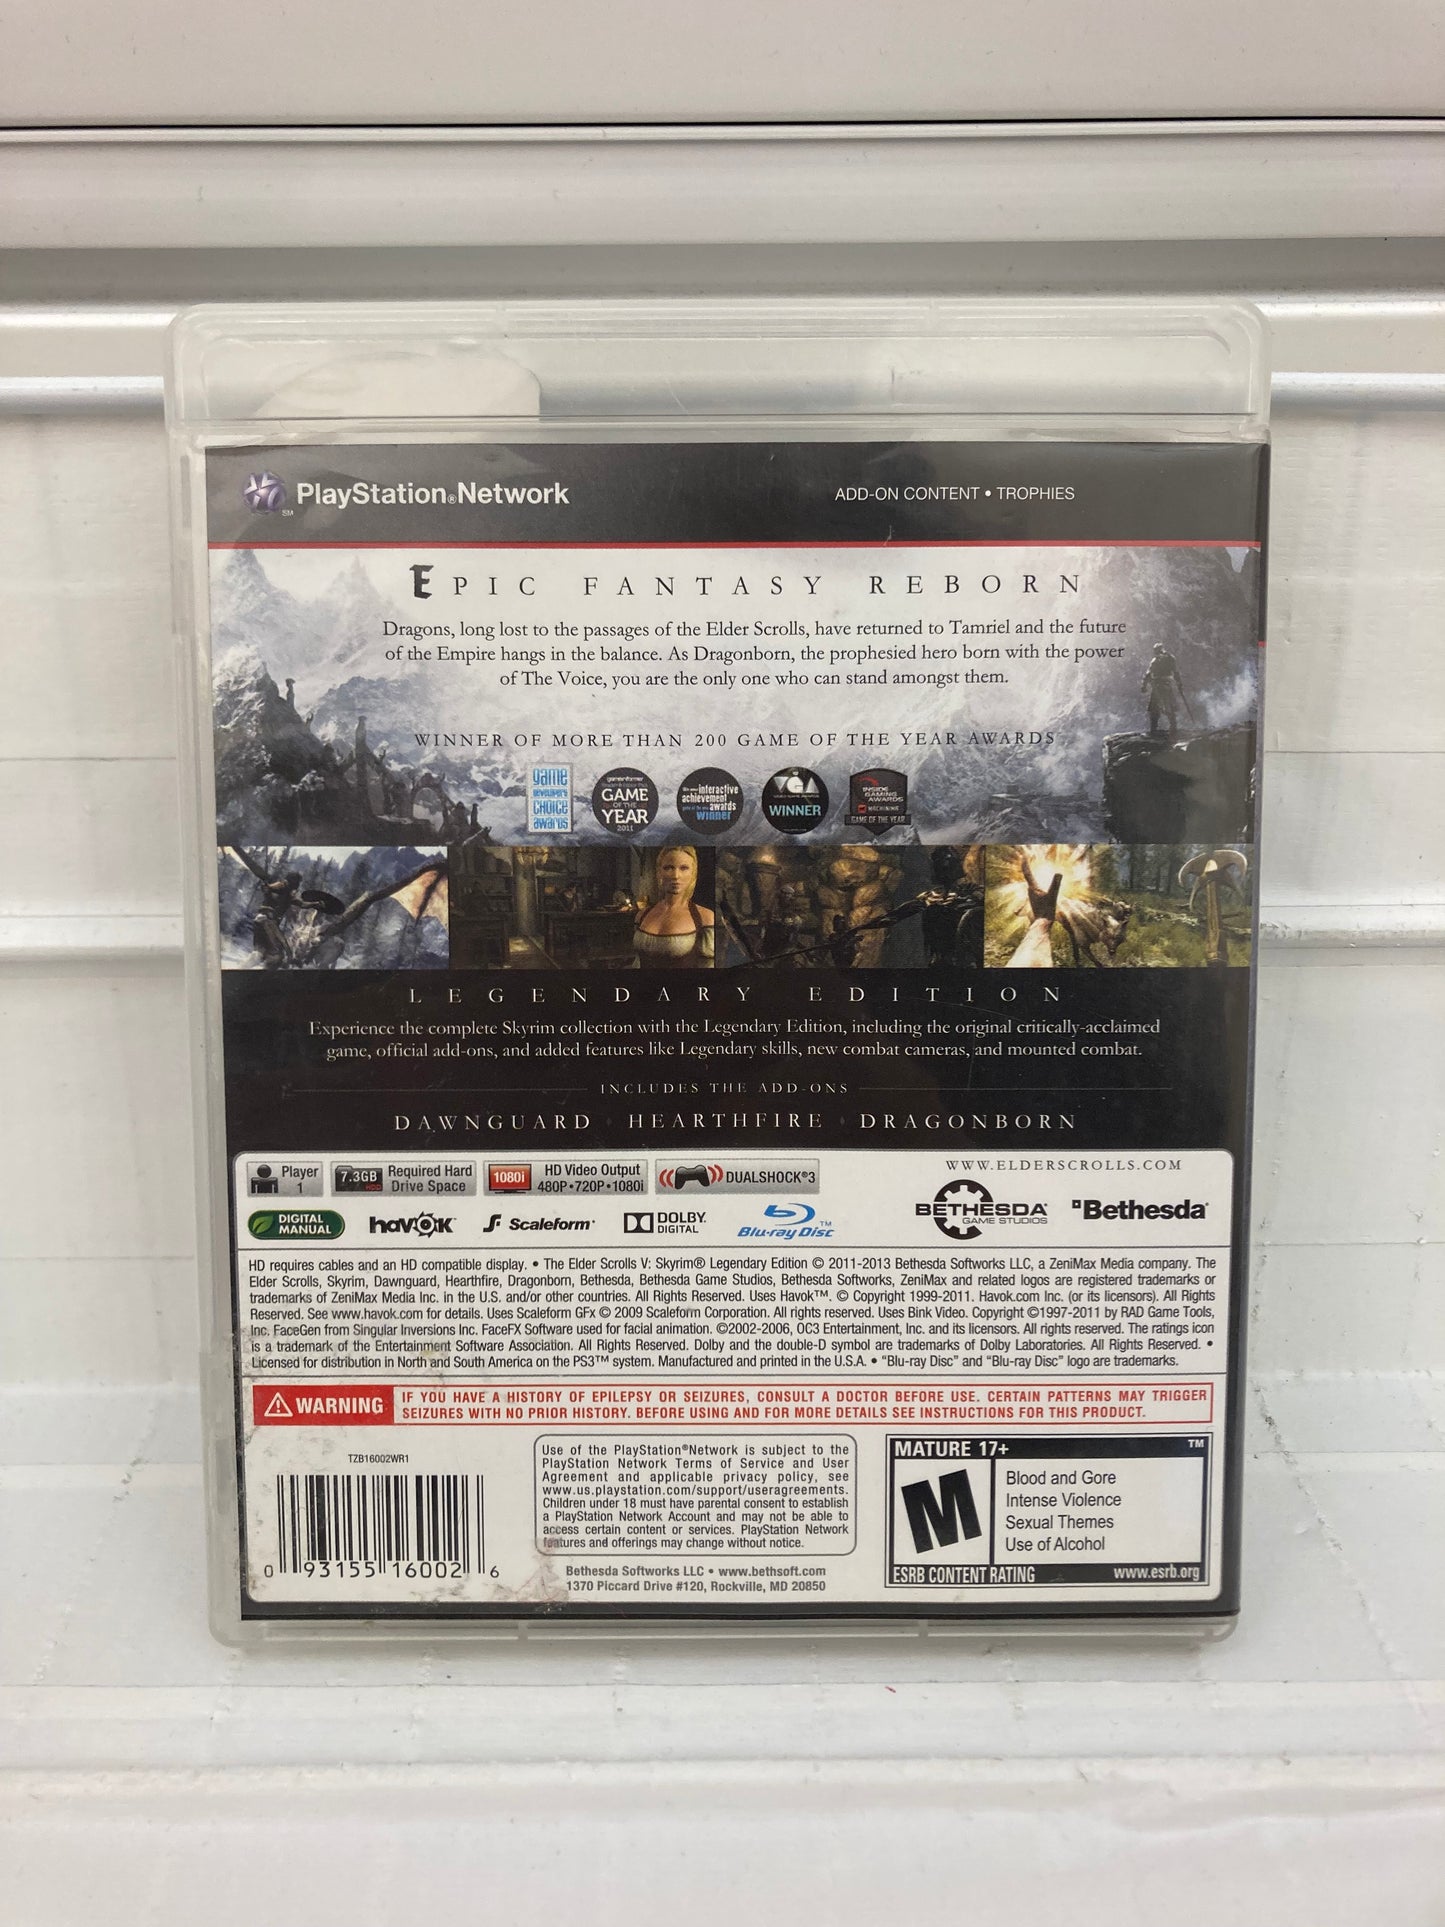 PlayStation®Network
SM
ADD-ON CONTENT • TROPHIES
EPIC FANTASY REBORN
Dragons, long lost to the passages of the Elder Scrolls, have returned to Tamriel and the future
of the Empire hangs in the balance. As Dragonborn, the prophesied hero born with the power
of The Voice, you are the only one who can stand amongst them.
WINNER OF MORE THAN 200 GAME OF THE YEAR AWARDS
game
developers
CHOICE
awards
gameinformer
GAME
OF THE
YEAR
2011
interactive
achievement
awards
winner
VGA
WINNER
INSIDE
GAMING
AWARDS
MACHINIMA
GAME OF THE YEAR
LEGENDARY EDITION
Experience the complete Skyrim collection with the Legendary Edition, including the original critically-acclaimed
game, official add-ons, and added features like Legendary skills, new combat cameras, and mounted combat.
INCLUDES THE ADD-ONS
DAWNGUARD HEARTHFIRE DRAGONBORN
Player
1
7.3GB
HDD
Required Hard
Drive Space
1080i
HD Video Output
480P•720P•1080i
DUALSHOCK®3
WWW.ELDERSCROLLS.COM
DIGITAL
MANUAL
havok
Scaleform
DOLBY
DIGITAL
Blu-ray Disc™
BETHESDA
GAME STUDIOS
Bethesda
HD requires cables and an HD compatible display. • The Elder Scrolls V: Skyrim® Legendary Edition © 2011-2013 Bethesda Softworks LLC, a ZeniMax Media company. The
Elder Scrolls, Skyrim, Dawnguard, Hearthfire, Dragonborn, Bethesda, Bethesda Game Studios, Bethesda Softworks, ZeniMax and related logos are registered trademarks or
trademarks of ZeniMax Media Inc. in the U.S. and/or other countries. All Rights Reserved. Uses Havok™. © Copyright 1999-2011. Havok.com Inc. (or its licensors). All Rights
Reserved. See www.havok.com for details. Uses Scaleform GFx © 2009 Scaleform Corporation. All rights reserved. Uses Bink Video. Copyright ©1997-2011 by RAD Game Tools,
Inc. FaceGen from Singular Inversions Inc. FaceFX Software used for facial animation. ©2002-2006, OC3 Entertainment, Inc. and its licensors. All rights reserved. The ratings icon
is a trademark of the Entertainment Software Association. All Rights Reserved. Dolby and the double-D symbol are trademarks of Dolby Laboratories. All Rights Reserved. •
Licensed for distribution in North and South America on the PS3™ system. Manufactured and printed in the U.S.A. • "Blu-ray Disc" and "Blu-ray Disc" logo are trademarks.
WARNING
IF YOU HAVE A HISTORY OF EPILEPSY OR SEIZURES, CONSULT A DOCTOR BEFORE USE. CERTAIN PATTERNS MAY TRIGGER
SEIZURES WITH NO PRIOR HISTORY. BEFORE USING AND FOR MORE DETAILS SEE INSTRUCTIONS FOR THIS PRODUCT.
TZB16002WR1
0 93155 16002 6
Use of the PlayStation®Network is subject to the
PlayStation Network Terms of Service and User
Agreement and applicable privacy policy, see
www.us.playstation.com/support/useragreements.
Children under 18 must have parental consent to establish
a PlayStation Network Account and may not be able to
access certain content or services. PlayStation Network
features and offerings may change without notice.
Bethesda Softworks LLC • www.bethsoft.com
1370 Piccard Drive #120, Rockville, MD 20850
MATURE 17+
TM
M
Blood and Gore
Intense Violence
Sexual Themes
Use of Alcohol
ESRB CONTENT RATING
www.esrb.org